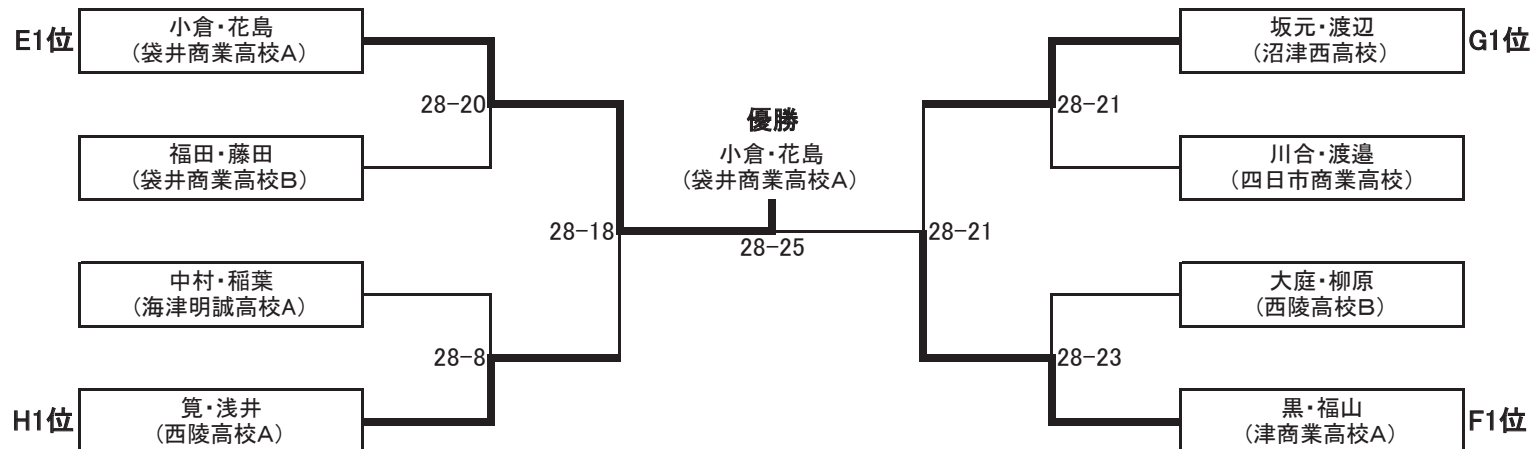 E1位
小倉・花島
(袋井商業高校A)
28-20
福田・藤田
(袋井商業高校B)
28-18
中村・稲葉
(海津明誠高校A)
28-8
H1位
筧・浅井
(西陵高校A)
優勝
小倉・花島
(袋井商業高校A)
28-25
坂元・渡辺
(沼津西高校)
G1位
28-21
川合・渡邉
(四日市商業高校)
28-21
大庭・柳原
(西陵高校B)
28-23
黒・福山
(津商業高校A)
F1位